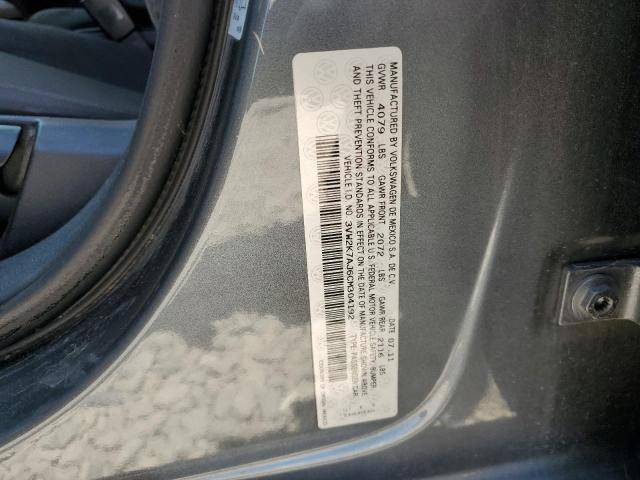 MANUFACTURED BY VOLKSWAGEN DE MEXICO S.A. DE C.V. DATE 07.11
GVWR 4079 LBS GAWR FRONT 2072 LBS GAWR REAR 2116 LBS
THIS VEHICLE CONFORMS TO ALL APPLICABLE U.S. FEDERAL MOTOR VEHICLE SAFETY, BUMPER
AND THEFT PREVENTION STANDARDS IN EFFECT ON THE DATE OF MANUFACTURE SHOWN ABOVE.
VEHICLE I.D. NO. 3VW2K7AJ6CM304192 TYPE: PASSENGER CAR